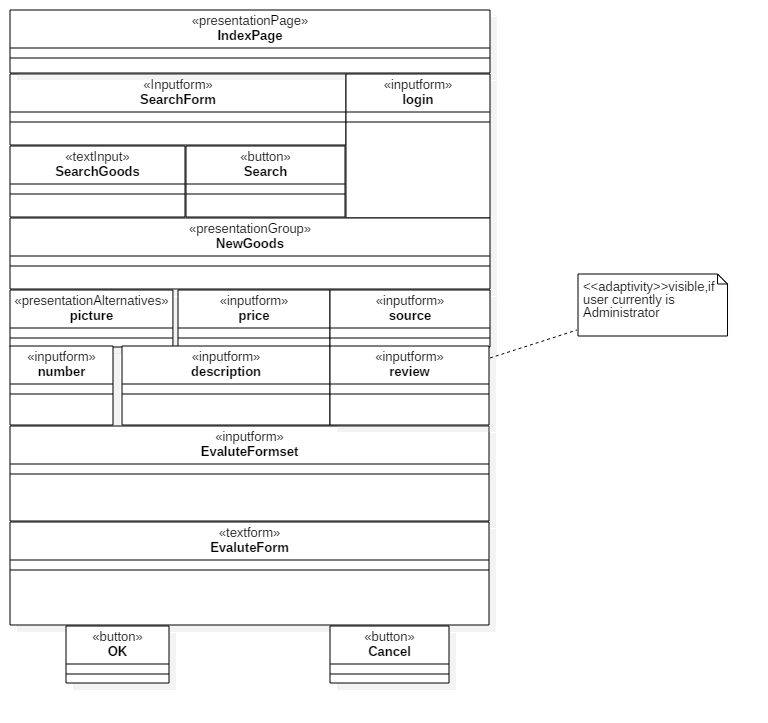 «presentationPage»
IndexPage
«Inputform»
SearchForm
«inputform»
login
«textInput»
SearchGoods
«button»
Search
«presentationGroup»
NewGoods
«presentationAlternatives»
picture
«inputform»
price
«inputform»
source
<<adaptivity>>visible,if
user currently is
Administrator
«inputform»
number
«inputform»
description
«inputform»
review
«inputform»
EvaluteFormset
«textform»
EvaluteForm
«button»
OK
«button»
Cancel